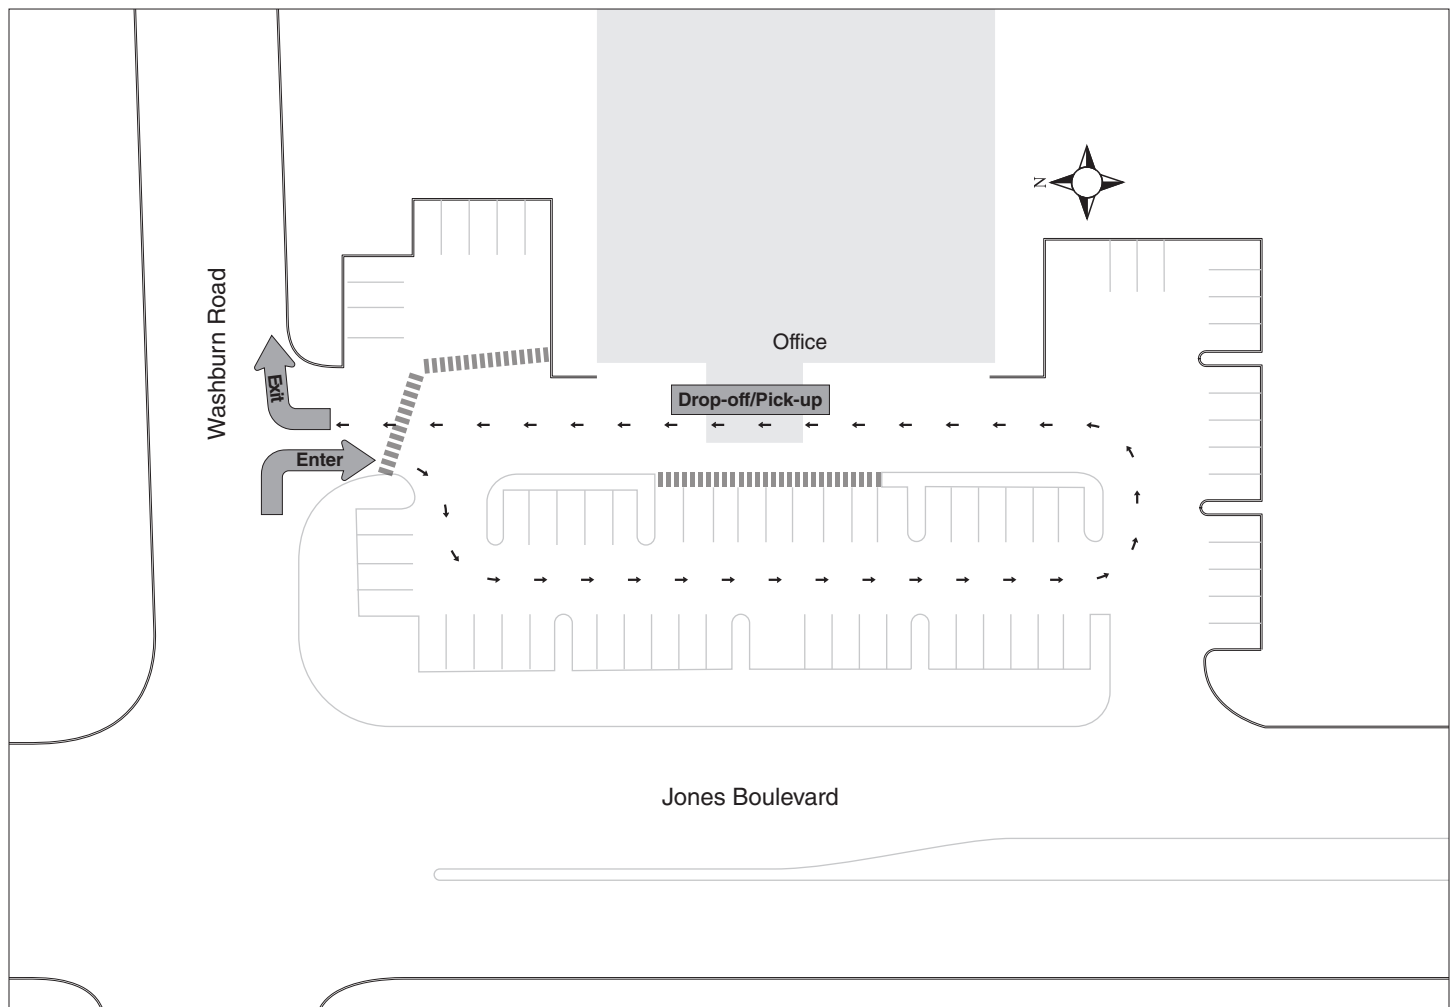 N
Washburn Road
Office
Exit
Drop-off/Pick-up
Enter
Jones Boulevard